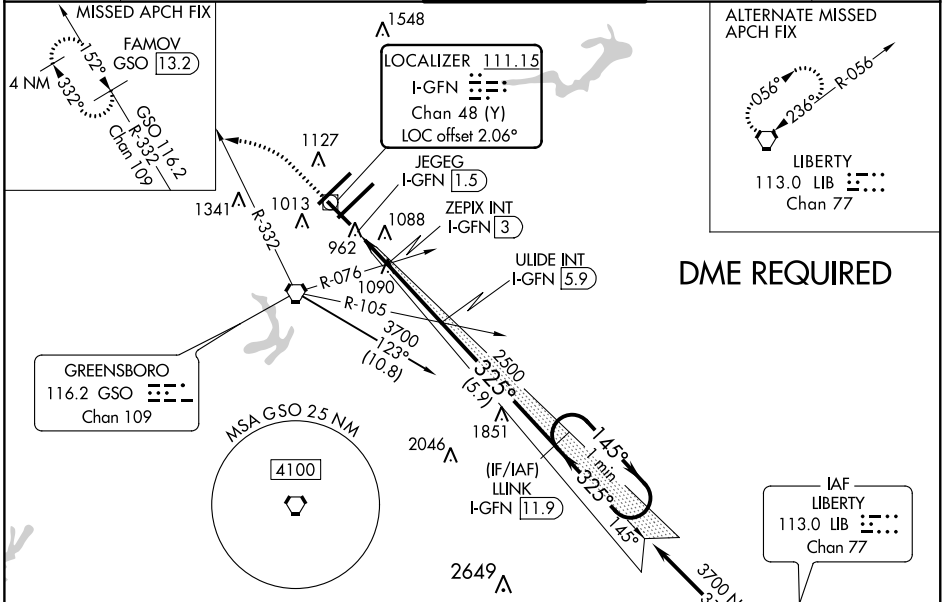 MISSED APCH FIX
FAMOV
GSO 13.2
4 NM
152°
332°
GSO 116.2
R-332
Chan 109
1548
LOCALIZER 111.15
I-GFN
Chan 48 (Y)
LOC offset 2.06°
ALTERNATE MISSED
APCH FIX
056°
236°
R-056
LIBERTY
113.0 LIB
Chan 77
1127
1341
1013
R-332
962
1088
JEGEG
I-GFN 1.5
ZEPIX INT
I-GFN 3
ULIDE INT
I-GFN 5.9
DME REQUIRED
R-076
1090
R-105
3700
123°
(10.8)
GREENSBORO
116.2 GSO
Chan 109
2500
325°
(5.9)
1851
2046
MSA GSO 25 NM
4100
145°
1 min
325°
145°
(IF/IAF)
LLINK
I-GFN 11.9
IAF
LIBERTY
113.0 LIB
Chan 77
2649